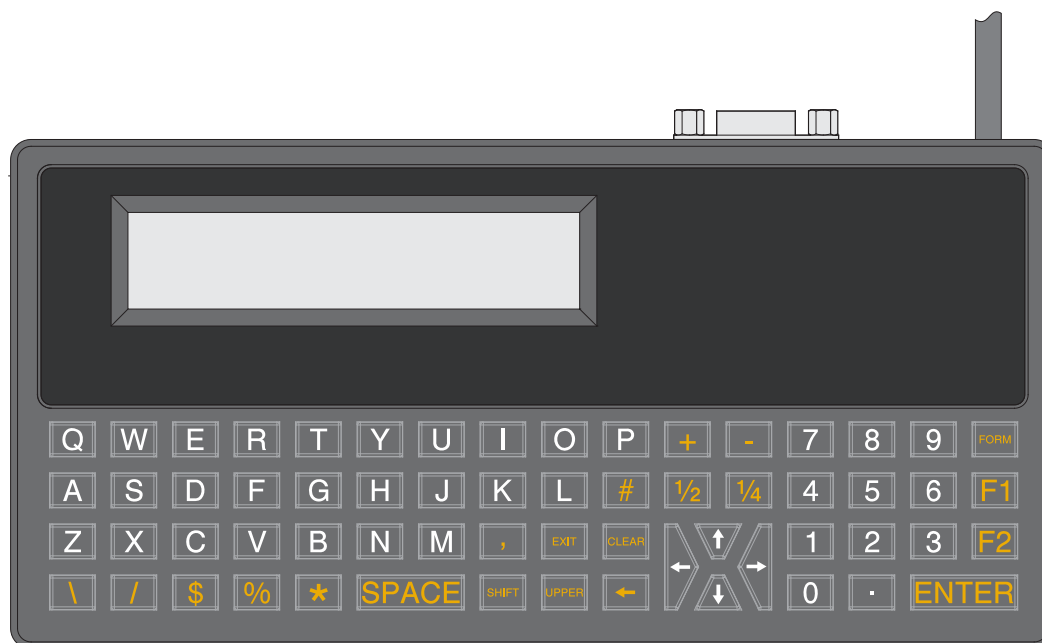 Q W E R T Y U I O P + - 7 8 9 FORM
A S D F G H J K L # ½ ¼ 4 5 6 F1
Z X C V B N M , EXIT CLEAR ↑ 1 2 3 F2
← →
\ / $ % * SPACE SHIFT UPPER ← ↓ 0 . ENTER